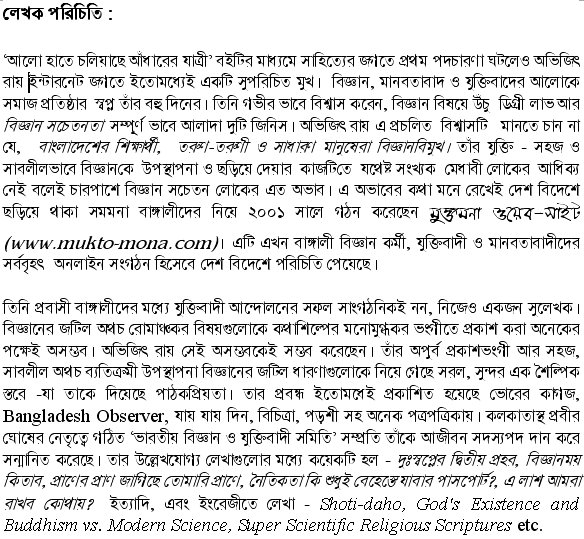 লেখক পরিচিতি :
‘আলো হাতে চলিয়াছে আঁধারের যাত্রী’ বইটির মাধ্যমে সাহিত্যের জগতে প্রথম পদচারণা ঘটলেও অভিজিৎ
রায় ইন্টারনেট জগতে ইতোমধ্যেই একটি সুপরিচিত মুখ। বিজ্ঞান, মানবতাবাদ ও যুক্তিবাদের আলোকে
সমাজ প্রতিষ্ঠার স্বপ্ন তাঁর বহু দিনের। তিনি গভীর ভাবে বিশ্বাস করেন, বিজ্ঞান বিষয়ে উঁচু ডিগ্রী লাভ আর
বিজ্ঞান সচেতনতা সম্পূর্ণ ভাবে আলাদা দুটি জিনিস। অভিজিৎ রায় এ প্রচলিত বিশ্বাসটি মানতে চান না
যে, বাংলাদেশের শিক্ষার্থী, তরুণ-তরুণী ও সাধারণ মানুষেরা বিজ্ঞানবিমুখ। তাঁর যুক্তি - সহজ ও
সাবলীলভাবে বিজ্ঞানকে উপস্থাপনা ও ছড়িয়ে দেয়ার কাজটিতে যথেষ্ট সংখ্যক মেধাবী লোকের আধিক্য
নেই বলেই চারপাশে বিজ্ঞান সচেতন লোকের এত অভাব। এ অভাবের কথা মনে রেখেই দেশ বিদেশে
ছড়িয়ে থাকা সমমনা বাঙ্গালীদের নিয়ে ২০০১ সালে গঠন করেছেন মুক্তমনা ওয়েব-সাইট
(www.mukto-mona.com)। এটি এখন বাঙ্গালী বিজ্ঞান কর্মী, যুক্তিবাদী ও মানবতাবাদীদের
সর্ববৃহৎ অনলাইন সংগঠন হিসেবে দেশ বিদেশে পরিচিতি পেয়েছে।
তিনি প্রবাসী বাঙ্গালীদের মধ্যে যুক্তিবাদী আন্দোলনের সফল সাংগঠনিকই নন, নিজেও একজন সুলেখক।
বিজ্ঞানের জটিল অথচ রোমাঞ্চকর বিষয়গুলোকে কথাশিল্পের মনোমুগ্ধকর ভংগীতে প্রকাশ করা অনেকের
পক্ষেই অসম্ভব। অভিজিৎ রায় সেই অসম্ভবকেই সম্ভব করেছেন। তাঁর অপূর্ব প্রকাশভংগী আর সহজ,
সাবলীল অথচ ব্যতিক্রমী উপস্থাপনা বিজ্ঞানের জটিল ধারণাগুলোকে নিয়ে গেছে সরল, সুন্দর এক শৈল্পিক
স্তরে -যা তাকে দিয়েছে পাঠকপ্রিয়তা। তার প্রবন্ধ ইতোমধ্যেই প্রকাশিত হয়েছে ভোরের কাগজ,
Bangladesh Observer, যায় যায় দিন, বিচিত্রা, পড়শী সহ অনেক পত্রপত্রিকায়। কলকাতাস্থ প্রবীর
ঘোষের নেতৃত্বে গঠিত ‘ভারতীয় বিজ্ঞান ও যুক্তিবাদী সমিতি’ সম্প্রতি তাঁকে আজীবন সদস্যপদ দান করে
সন্মানিত করেছে। তার উল্লেখযোগ্য লেখাগুলোর মধ্যে কয়েকটি হল - দুঃস্বপ্নের দ্বিতীয় প্রহর, বিজ্ঞানময়
কিতাব, প্রাণের প্রাণ জাগিছে তোমারি প্রাণে, নৈতিকতা কি শুধুই বেহেস্তে যাবার পাসপোর্ট?, এ লাশ আমরা
রাখব কোথায়? ইত্যাদি, এবং ইংরেজীতে লেখা - Shoti-daho, God's Existence and
Buddhism vs. Modern Science, Super Scientific Religious Scriptures etc.